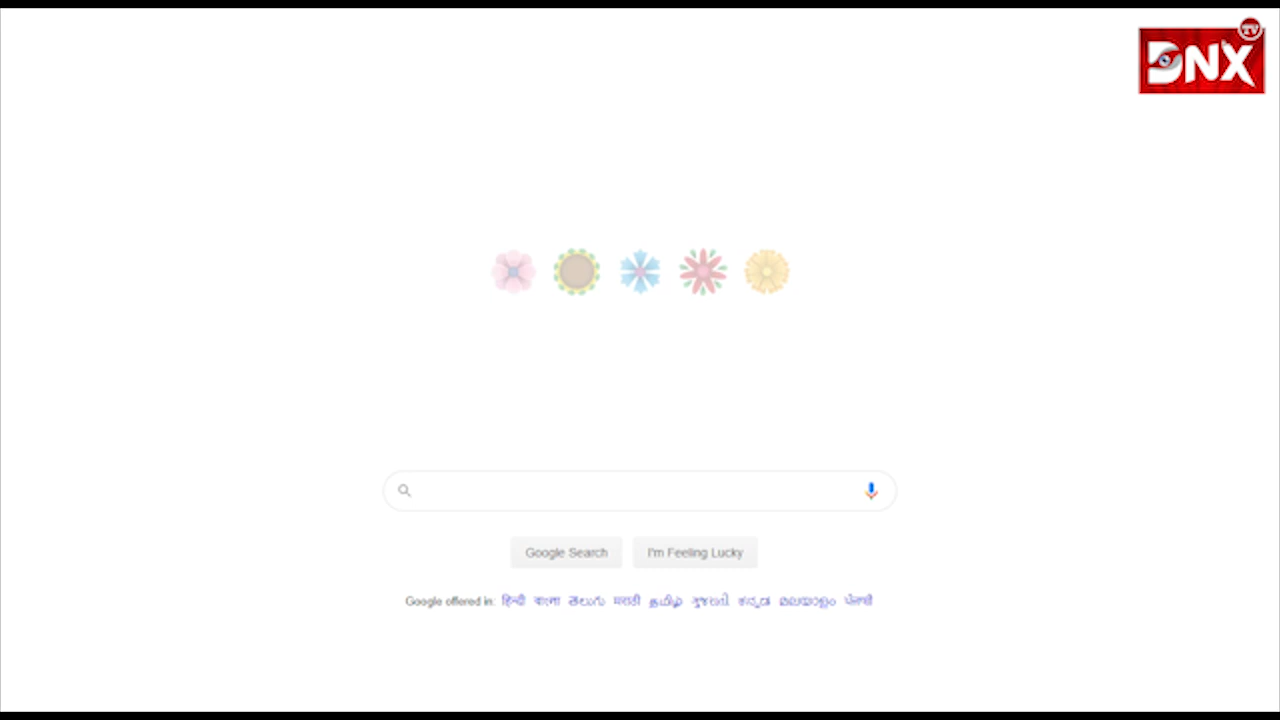 TV
DNX
Google Search I'm Feeling Lucky
Google offered in: हिन्दी বাংলা తెలుగు मराठी தமிழ் ગુજરાતી ಕನ್ನಡ മലയാളം ਪੰਜਾਬੀ